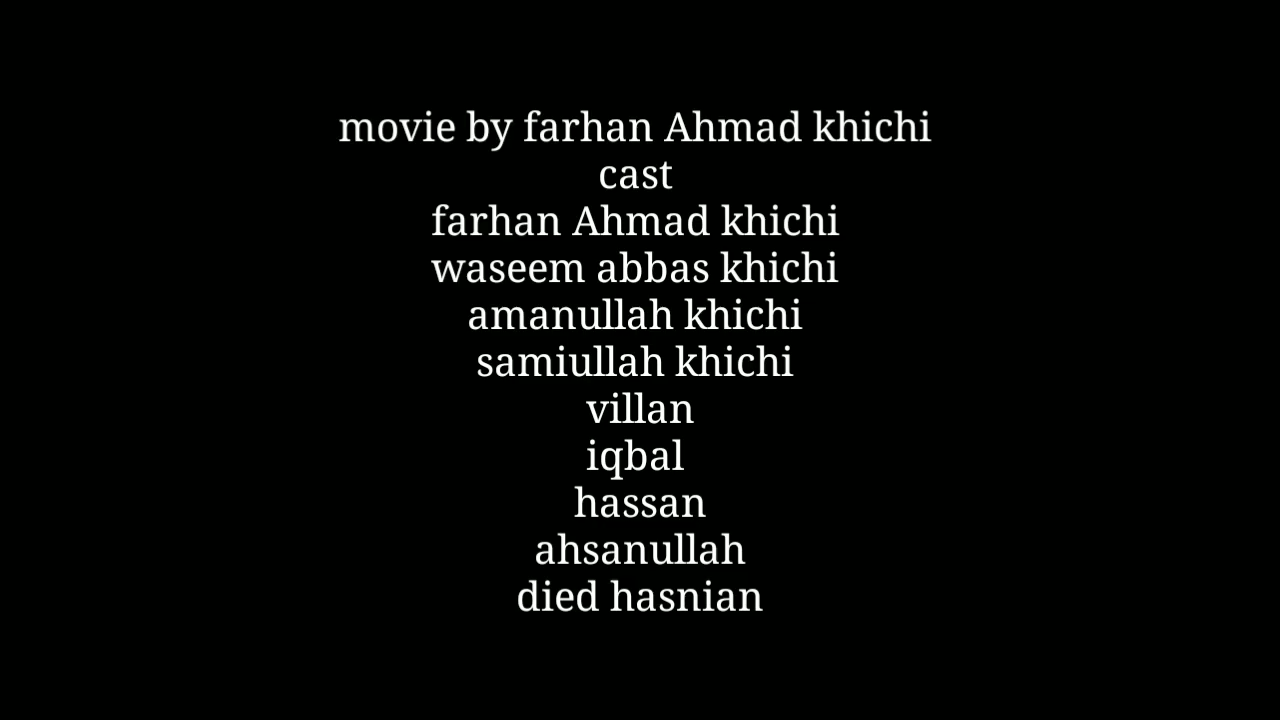 movie by farhan Ahmad khichi
cast
farhan Ahmad khichi
waseem abbas khichi
amanullah khichi
samiullah khichi
villan
iqbal
hassan
ahsanullah
died hasnian